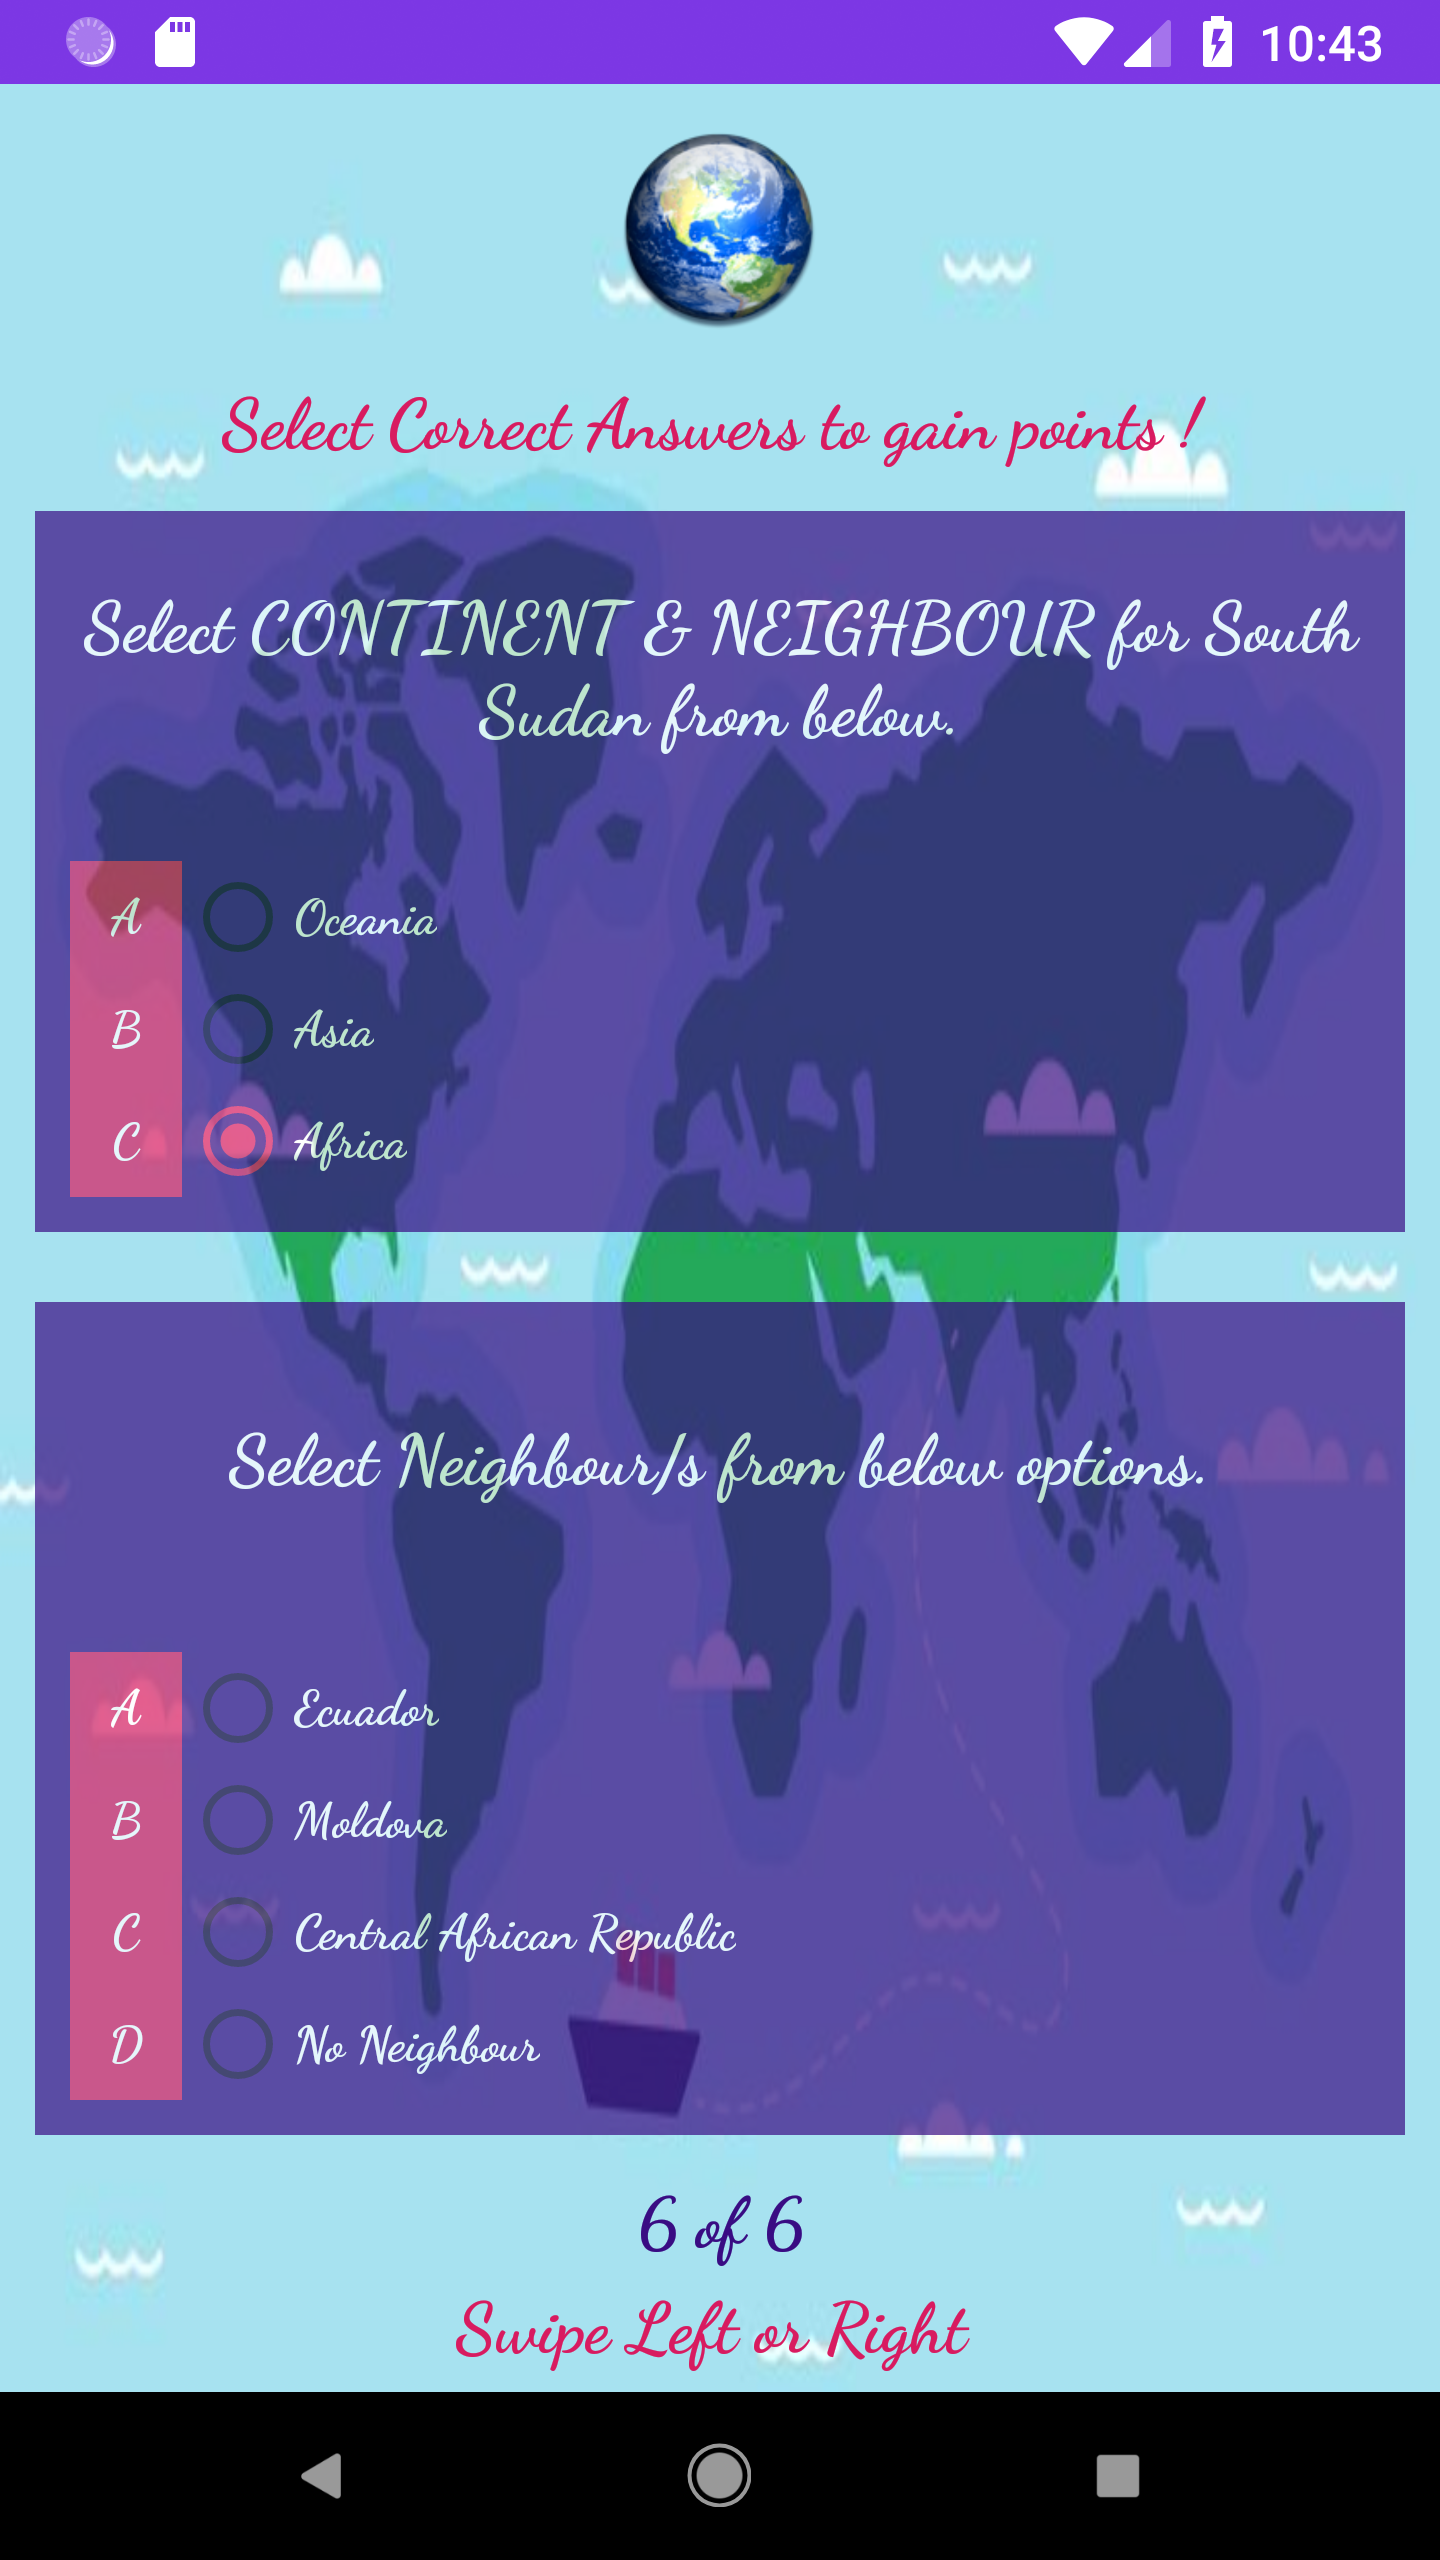 10:43
Select Correct Answers to gain points !
Select CONTINENT & NEIGHBOUR for South
Sudan from below.
A Oceania
B Asia
C Africa
Select Neighbour/s from below options.
A Ecuador
B Moldova
C Central African Republic
D No Neighbour
6 of 6
Swipe Left or Right